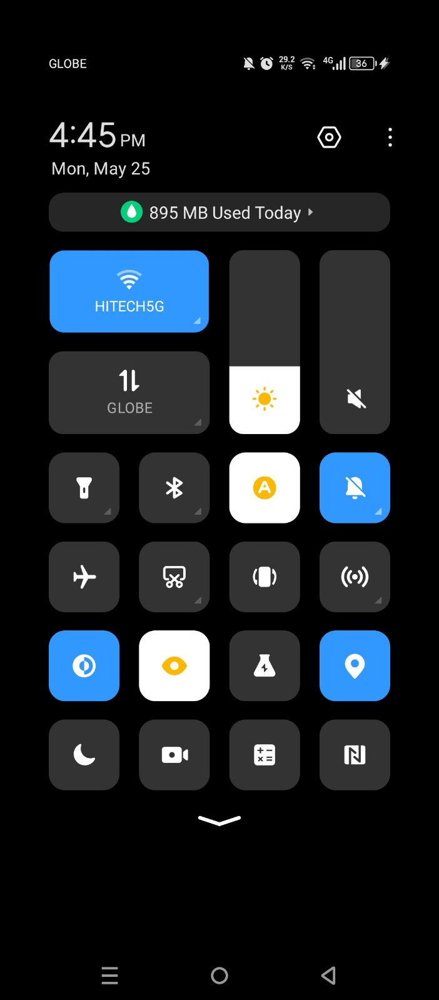 GLOBE
29.2
K/S
4G
36
4:45 PM
Mon, May 25
895 MB Used Today
HITECH5G
GLOBE
A